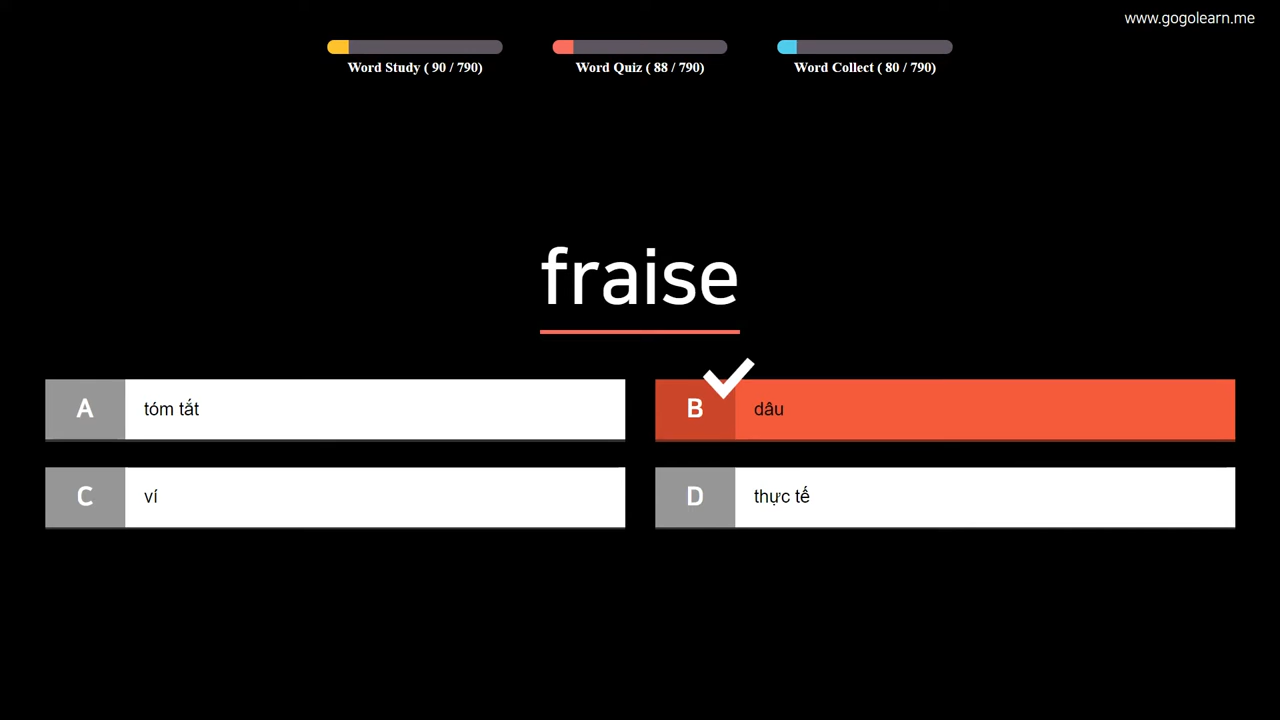 www.gogolearn.me
Word Study ( 90 / 790)
Word Quiz ( 88 / 790)
Word Collect ( 80 / 790)
fraise
A tóm tắt
B dâu
C ví
D thực tế